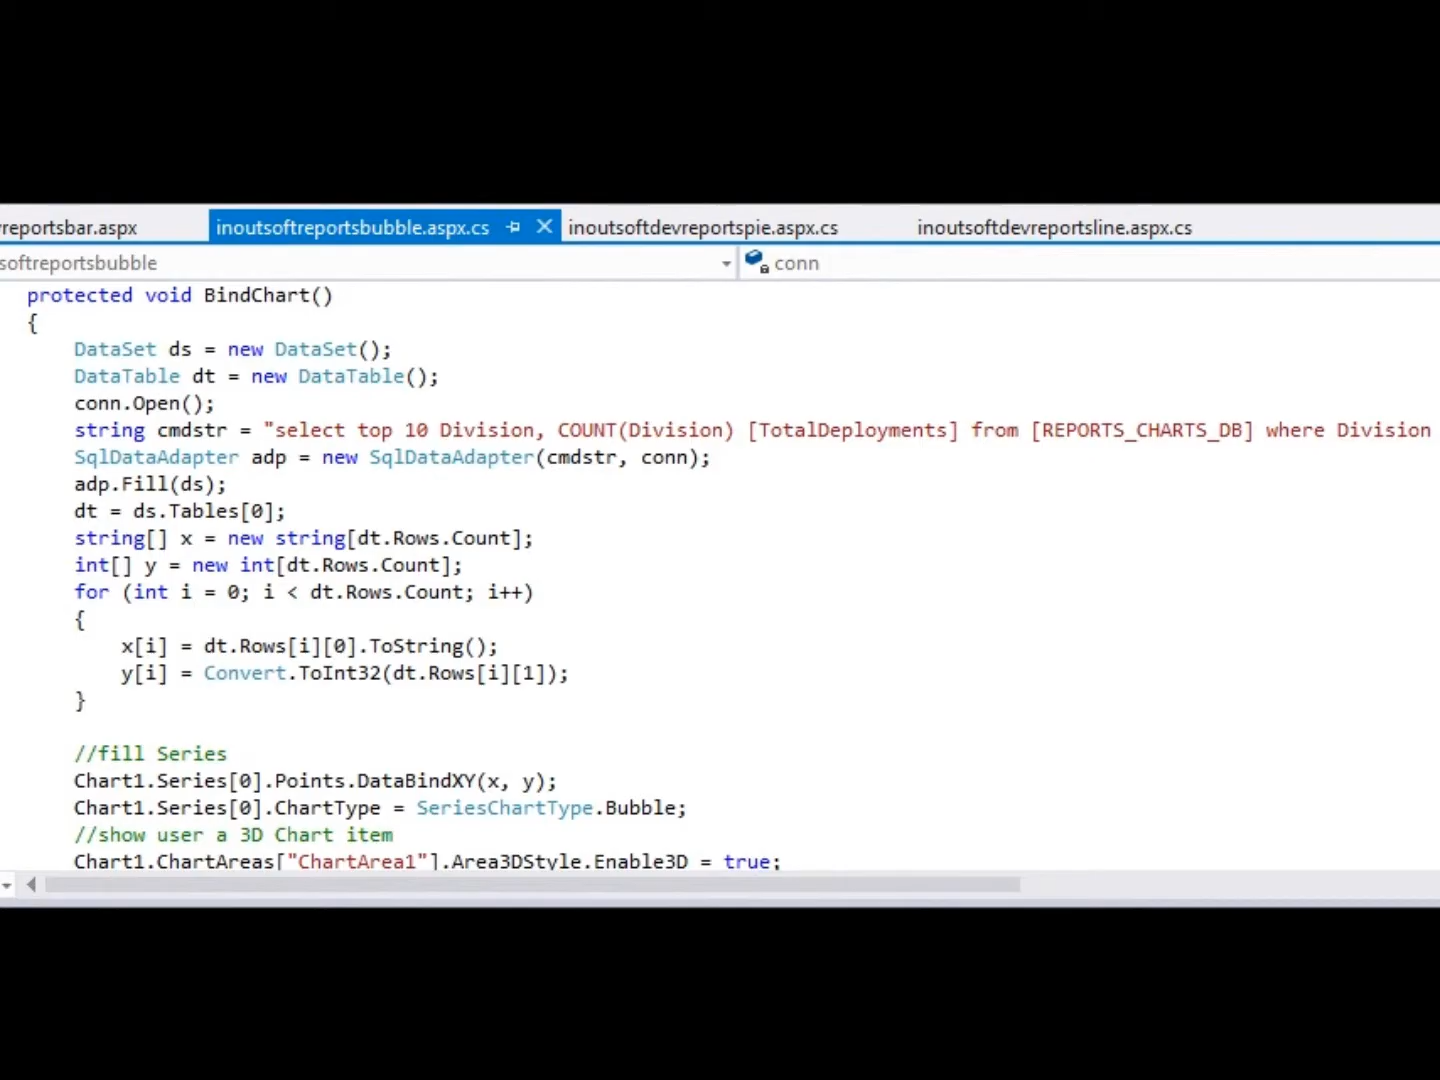 reportsbar.aspx inoutsoftreportsbubble.aspx.cs inoutsoftdevreportspie.aspx.cs inoutsoftdevreportsline.aspx.cs
softreportsbubble conn
protected void BindChart()
{
DataSet ds = new DataSet();
DataTable dt = new DataTable();
conn.Open();
string cmdstr = "select top 10 Division, COUNT(Division) [TotalDeployments] from [REPORTS_CHARTS_DB] where Division
SqlDataAdapter adp = new SqlDataAdapter(cmdstr, conn);
adp.Fill(ds);
dt = ds.Tables[0];
string[] x = new string[dt.Rows.Count];
int[] y = new int[dt.Rows.Count];
for (int i = 0; i < dt.Rows.Count; i++)
{
x[i] = dt.Rows[i][0].ToString();
y[i] = Convert.ToInt32(dt.Rows[i][1]);
}
//fill Series
Chart1.Series[0].Points.DataBindXY(x, y);
Chart1.Series[0].ChartType = SeriesChartType.Bubble;
//show user a 3D Chart item
Chart1.ChartAreas["ChartArea1"].Area3DStyle.Enable3D = true;